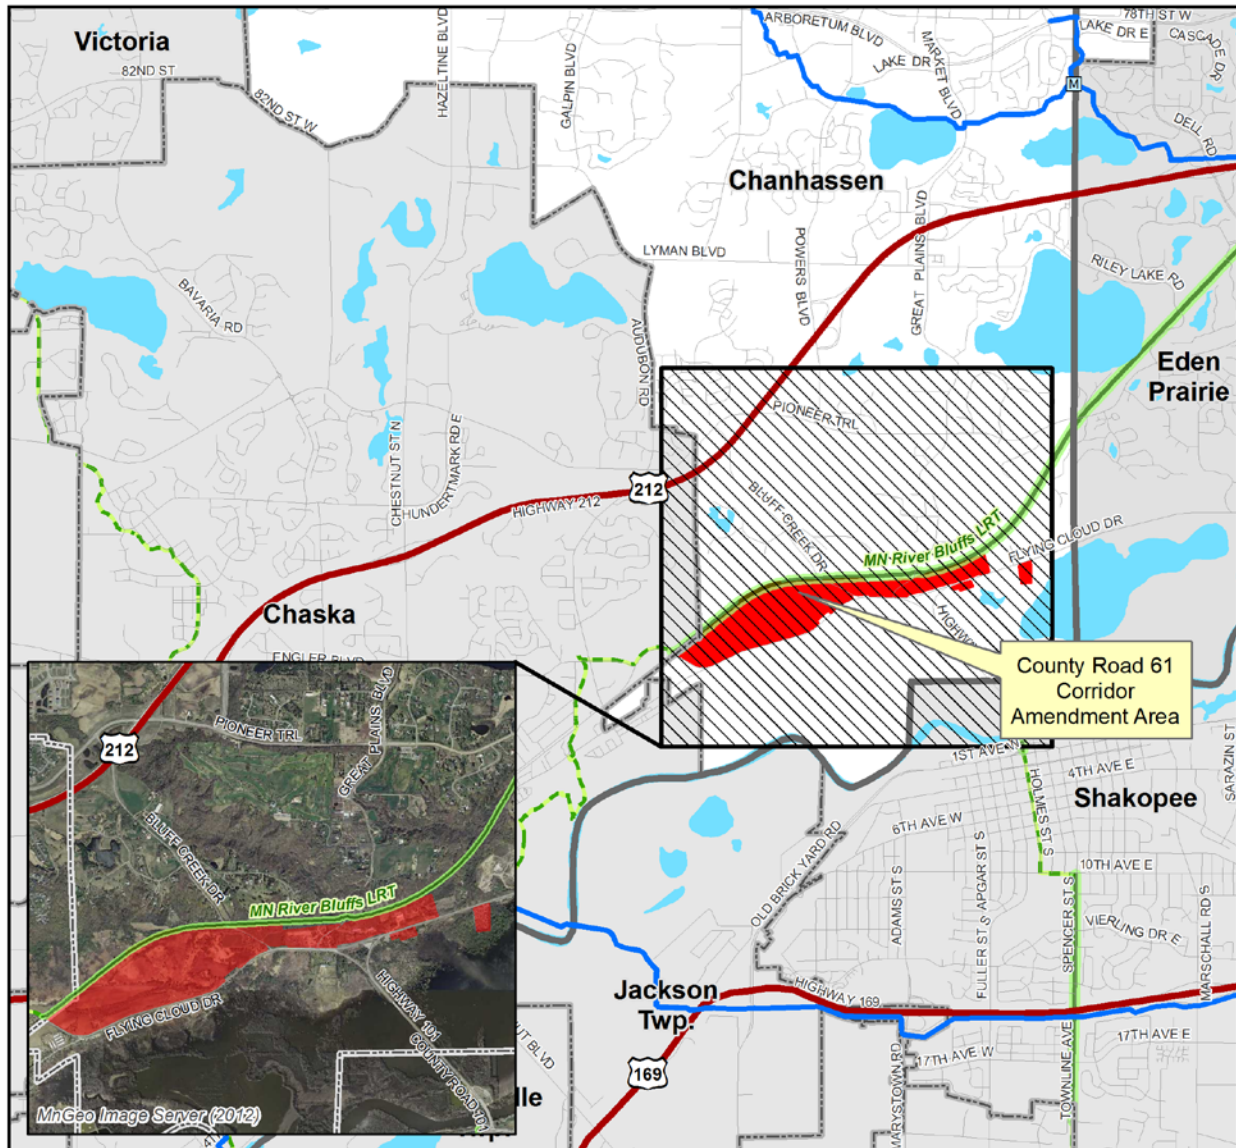 Victoria
82ND ST
82ND ST W
HAZELTINE BLVD
GALPIN BLVD
ARBORETUM BLVD
LAKE DR
MARKET BLVD
78TH ST W
LAKE DR E
CASCADE DR
M
DELL RD
Chanhassen
LYMAN BLVD
POWERS BLVD
GREAT PLAINS BLVD
RILEY LAKE RD
BAVARIA RD
AUDUBON RD
Eden
Prairie
PIONEER TRL
CHESTNUT ST N
HUNDERTMARK RD E
212
HIGHWAY 212
BLUFF CREEK DR
MN River Bluffs LRT
FLYING CLOUD DR
Chaska
ENGLER BLVD
County Road 61
Corridor
Amendment Area
1ST AVE W
4TH AVE E
SARAZIN ST
HOLMES ST S
Shakopee
6TH AVE W
10TH AVE E
OLD BRICK YARD RD
ADAMS ST S
FULLER ST S
APGAR ST S
SPENCER ST S
VIERLING DR E
MARSCHALL RD S
Jackson
Twp.
HIGHWAY 169
169
17TH AVE E
17TH AVE W
MARYSTOWN RD
TOWNLINE AVE
PIONEER TRL
GREAT PLAINS BLVD
212
BLUFF CREEK DR
MN River Bluffs LRT
FLYING CLOUD DR
HIGHWAY 101
COUNTY ROAD 101
MnGeo Image Server (2012)